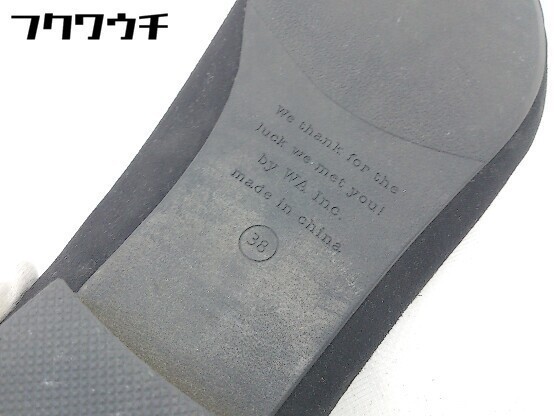 フクワウチ
We thank for the
luck we met you!
by WA Inc.
made in china
38